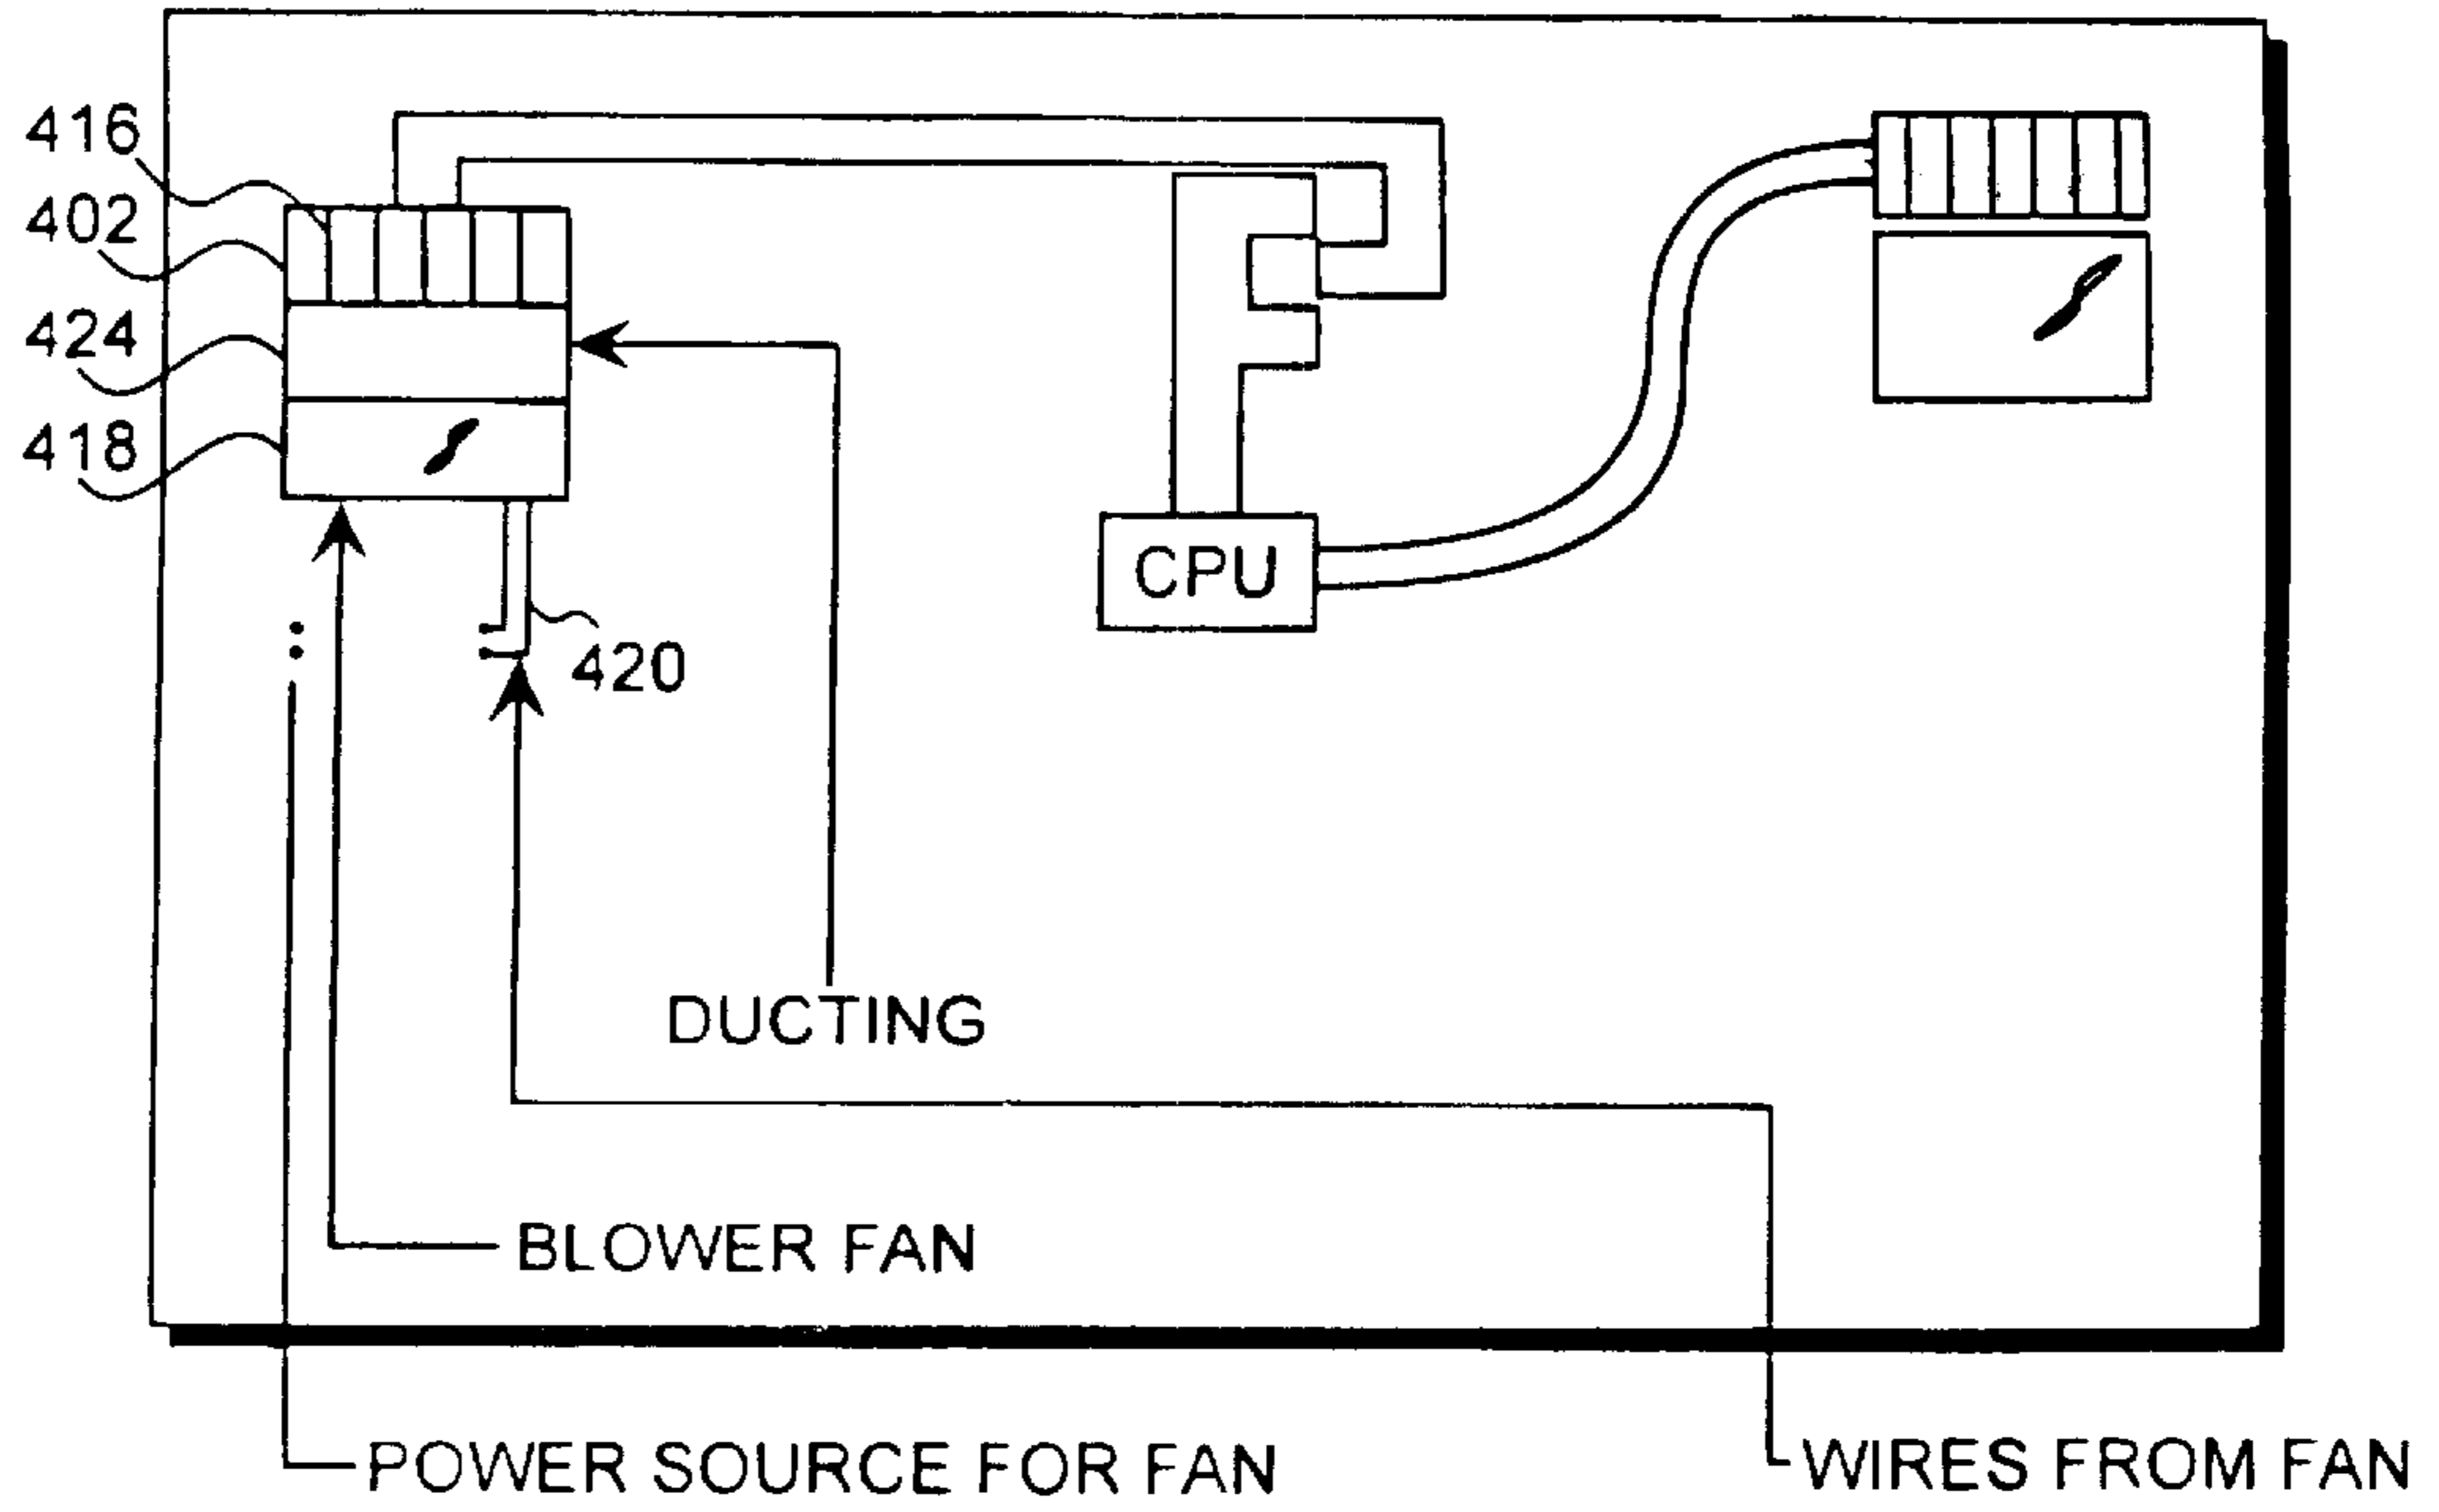 416
402
424
418
CPU
420
DUCTING
BLOWER FAN
POWER SOURCE FOR FAN
WIRES FROM FAN